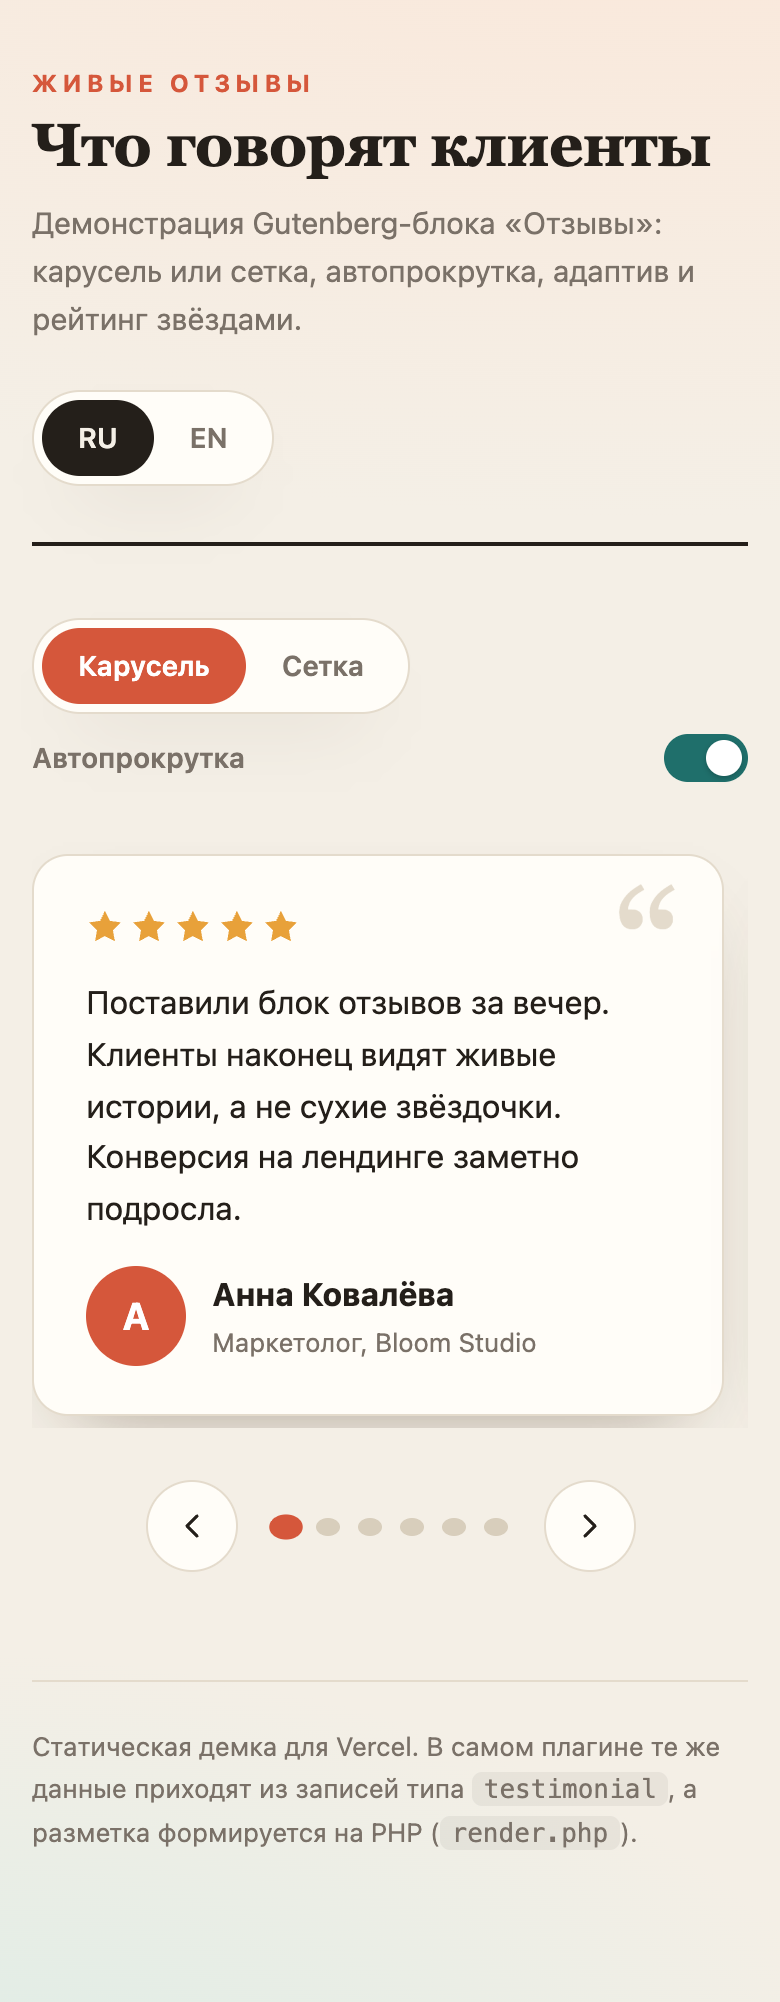 ЖИВЫЕ ОТЗЫВЫ
Что говорят клиенты
Демонстрация Gutenberg-блока «Отзывы»:
карусель или сетка, автопрокрутка, адаптив и
рейтинг звёздами.
RU EN
Карусель Сетка
Автопрокрутка
“
Поставили блок отзывов за вечер.
Клиенты наконец видят живые
истории, а не сухие звёздочки.
Конверсия на лендинге заметно
подросла.
А
Анна Ковалёва
Маркетолог, Bloom Studio
Статическая демка для Vercel. В самом плагине те же
данные приходят из записей типа testimonial, а
разметка формируется на PHP (render.php).